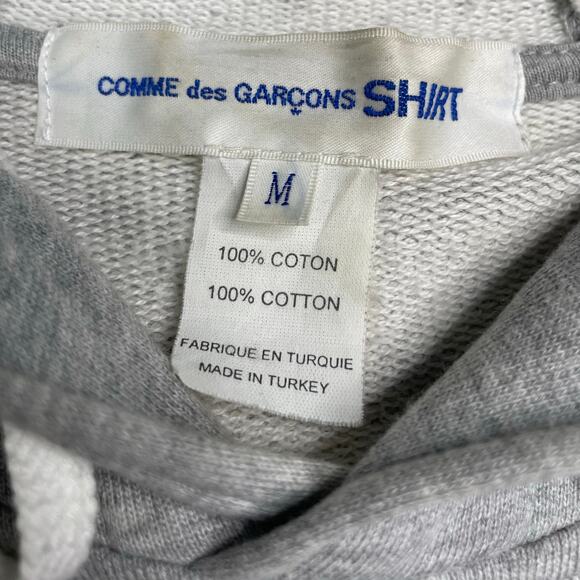 COMME des GARÇONS SHIRT
M
100% COTON
100% COTTON
FABRIQUE EN TURQUIE
MADE IN TURKEY